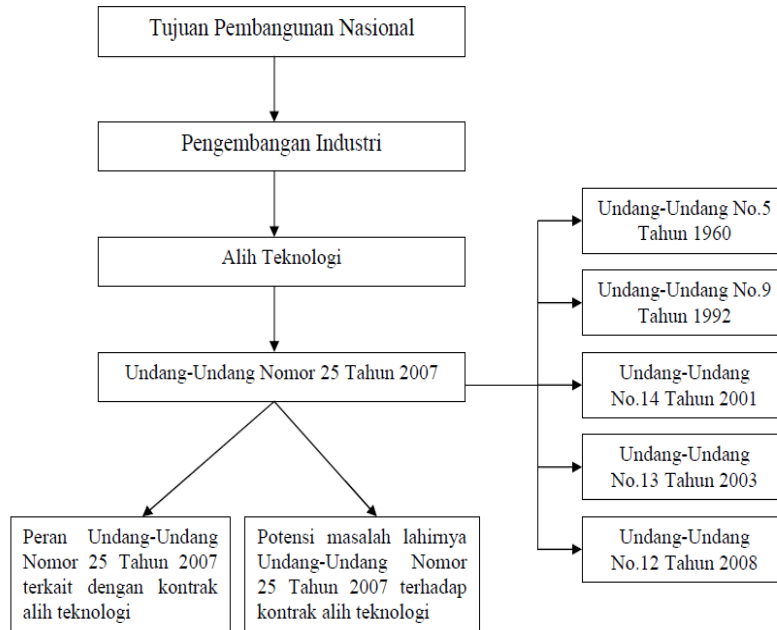 Tujuan Pembangunan Nasional
Pengembangan Industri
Alih Teknologi
Undang-Undang Nomor 25 Tahun 2007
Undang-Undang No.5
Tahun 1960
Undang-Undang No.9
Tahun 1992
Undang-Undang
No.14 Tahun 2001
Undang-Undang
No.13 Tahun 2003
Undang-Undang
No.12 Tahun 2008
Peran Undang-Undang
Nomor 25 Tahun 2007
terkait dengan kontrak
alih teknologi
Potensi masalah lahirnya
Undang-Undang Nomor
25 Tahun 2007 terhadap
kontrak alih teknologi